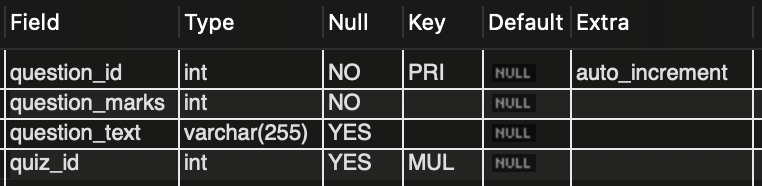 Field Type Null Key Default Extra
question_id int NO PRI NULL auto_increment
question_marks int NO NULL
question_text varchar(255) YES NULL
quiz_id int YES MUL NULL